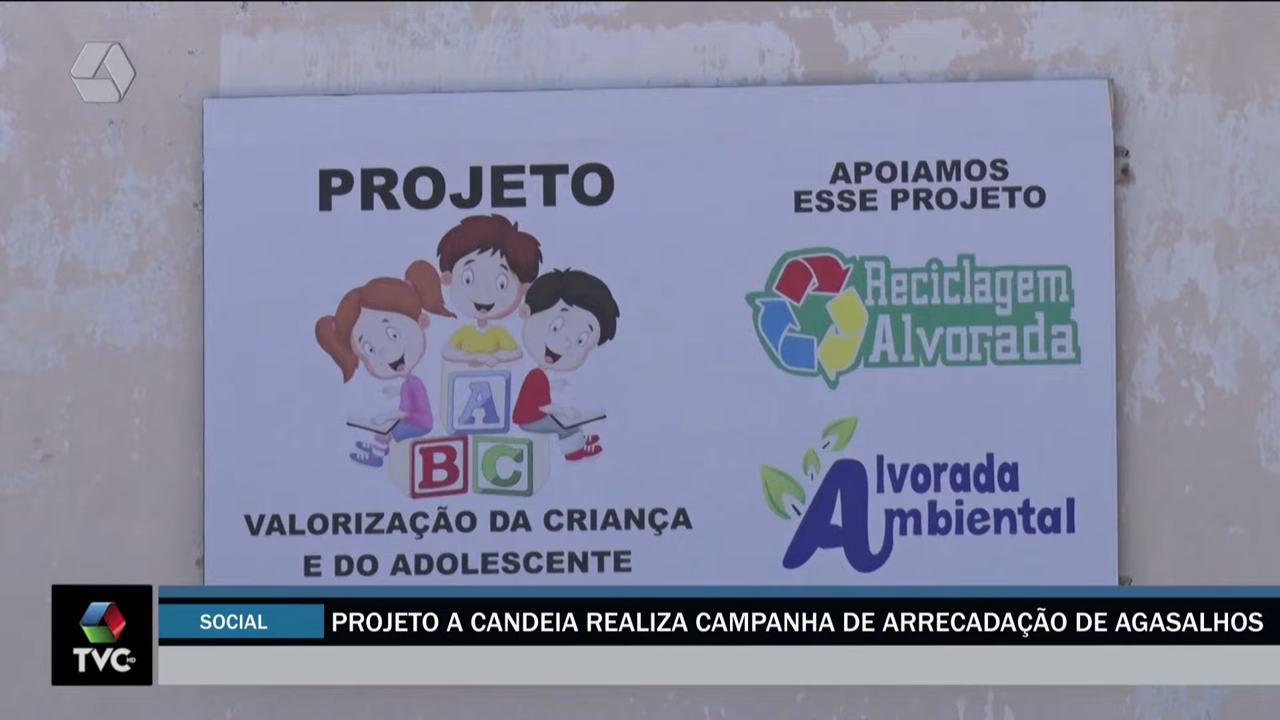 PROJETO
A
B C
VALORIZAÇÃO DA CRIANÇA
E DO ADOLESCENTE
APOIAMOS
ESSE PROJETO
Reciclagem
Alvorada
Alvorada
Ambiental
TVC HD
SOCIAL
PROJETO A CANDEIA REALIZA CAMPANHA DE ARRECADAÇÃO DE AGASALHOS